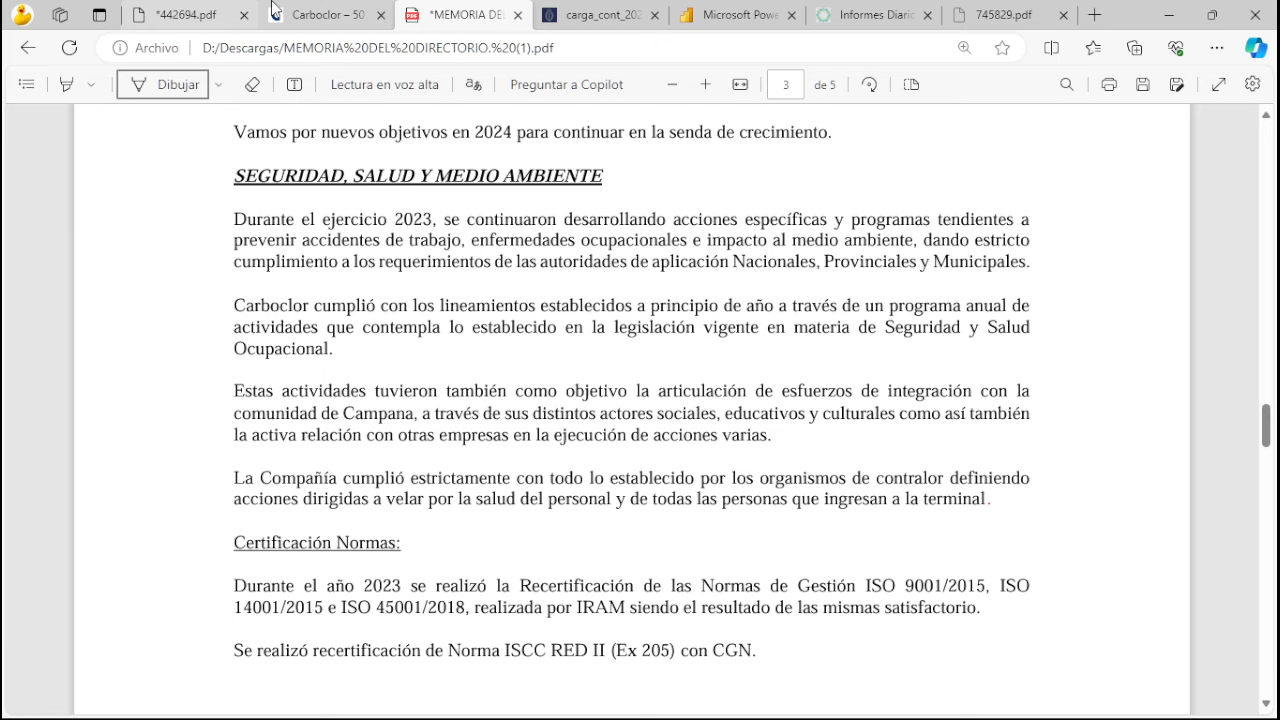 *442694.pdf
Carboclor – 50
*MEMORIA DEL
carga_cont_202
Microsoft Powe
Informes Diario
745829.pdf
Archivo
D:/Descargas/MEMORIA%20DEL%20DIRECTORIO.%20(1).pdf
Dibujar
Lectura en voz alta
Preguntar a Copilot
3
de 5
Vamos por nuevos objetivos en 2024 para continuar en la senda de crecimiento.
SEGURIDAD, SALUD Y MEDIO AMBIENTE
Durante el ejercicio 2023, se continuaron desarrollando acciones específicas y programas tendientes a
prevenir accidentes de trabajo, enfermedades ocupacionales e impacto al medio ambiente, dando estricto
cumplimiento a los requerimientos de las autoridades de aplicación Nacionales, Provinciales y Municipales.
Carboclor cumplió con los lineamientos establecidos a principio de año a través de un programa anual de
actividades que contempla lo establecido en la legislación vigente en materia de Seguridad y Salud
Ocupacional.
Estas actividades tuvieron también como objetivo la articulación de esfuerzos de integración con la
comunidad de Campana, a través de sus distintos actores sociales, educativos y culturales como así también
la activa relación con otras empresas en la ejecución de acciones varias.
La Compañía cumplió estrictamente con todo lo establecido por los organismos de contralor definiendo
acciones dirigidas a velar por la salud del personal y de todas las personas que ingresan a la terminal.
Certificación Normas:
Durante el año 2023 se realizó la Recertificación de las Normas de Gestión ISO 9001/2015, ISO
14001/2015 e ISO 45001/2018, realizada por IRAM siendo el resultado de las mismas satisfactorio.
Se realizó recertificación de Norma ISCC RED II (Ex 205) con CGN.